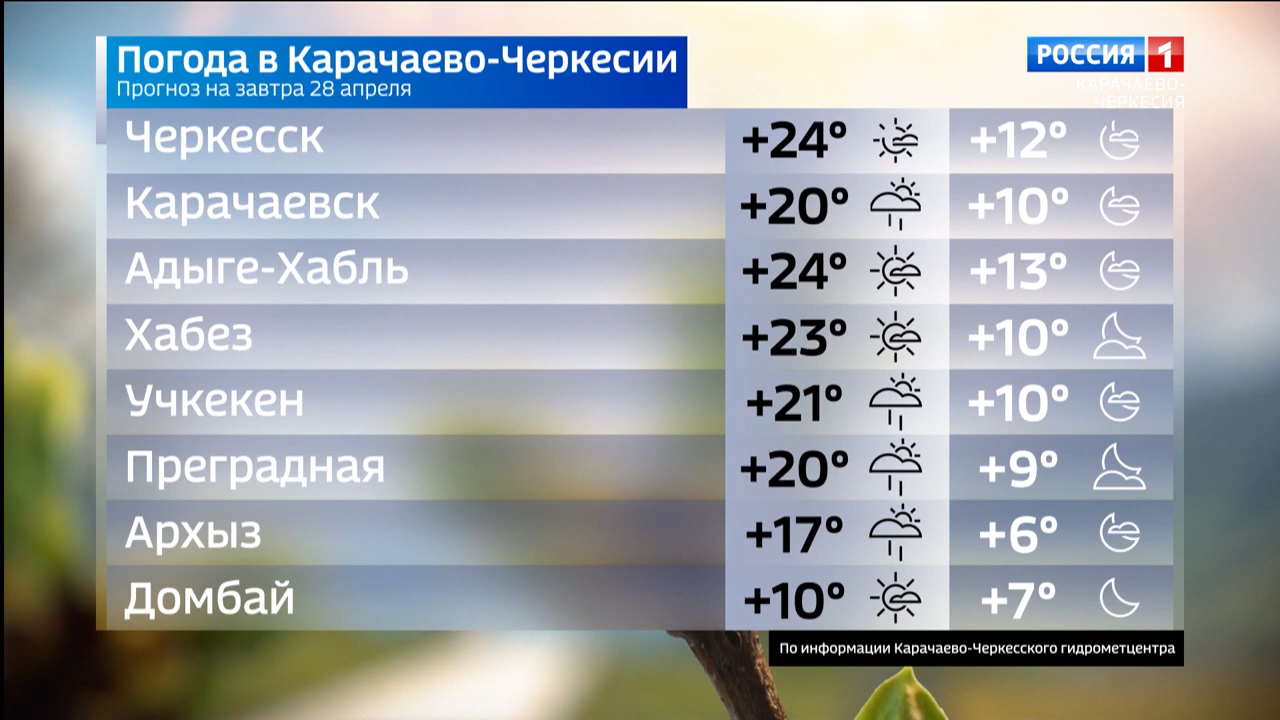 Погода в Карачаево-Черкесии
Прогноз на завтра 28 апреля
РОССИЯ 1
КАРАЧАЕВО-
ЧЕРКЕСИЯ
Черкесск +24° +12°
Карачаевск +20° +10°
Адыге-Хабль +24° +13°
Хабез +23° +10°
Учкекен +21° +10°
Преградная +20° +9°
Архыз +17° +6°
Домбай +10° +7°
По информации Карачаево-Черкесского гидрометцентра